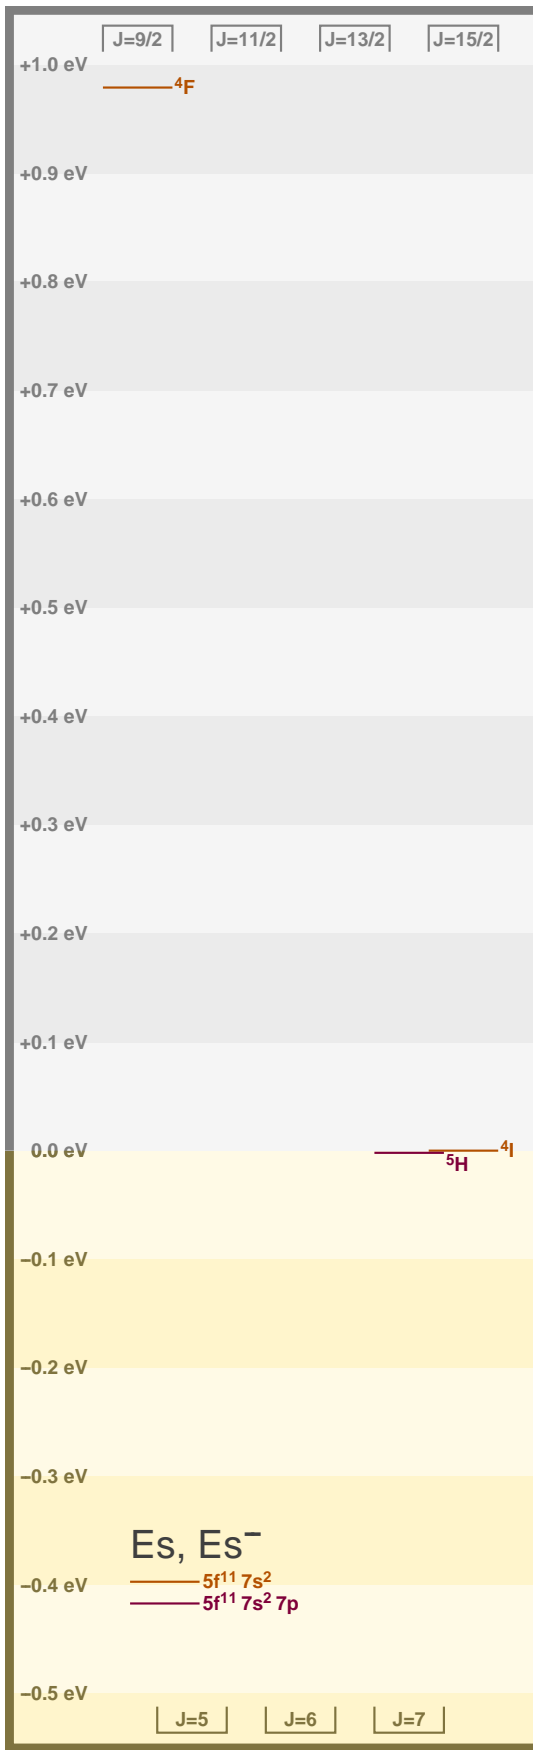 J=9/2 J=11/2 J=13/2 J=15/2
+1.0 eV
⁴F
+0.9 eV
+0.8 eV
+0.7 eV
+0.6 eV
+0.5 eV
+0.4 eV
+0.3 eV
+0.2 eV
+0.1 eV
0.0 eV ⁴I
⁵H
−0.1 eV
−0.2 eV
−0.3 eV
Es, Es⁻
−0.4 eV 5f¹¹ 7s²
5f¹¹ 7s² 7p
−0.5 eV
J=5 J=6 J=7